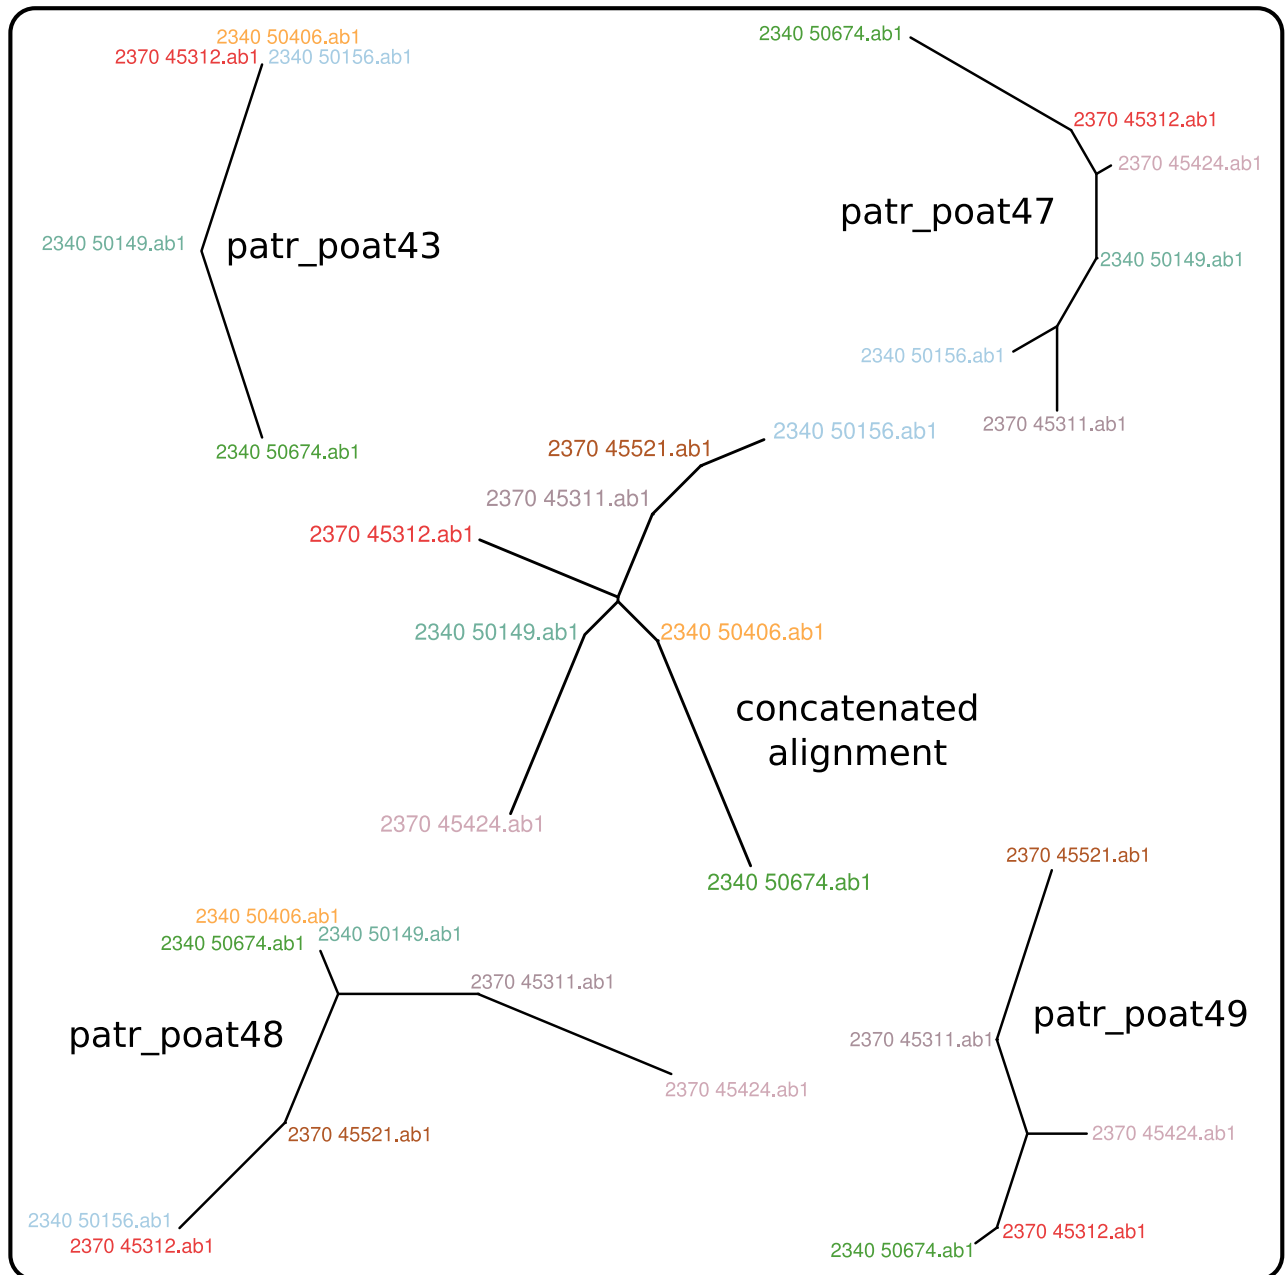 2340 50406.ab1
2370 45312.ab1 2340 50156.ab1
2340 50149.ab1
patr_poat43
2340 50674.ab1
2340 50674.ab1
2370 45312.ab1
2370 45424.ab1
patr_poat47
2340 50149.ab1
2340 50156.ab1
2370 45311.ab1
2340 50156.ab1
2370 45521.ab1
2370 45311.ab1
2370 45312.ab1
2340 50149.ab1
2340 50406.ab1
concatenated
alignment
2370 45424.ab1
2340 50674.ab1
2340 50406.ab1
2340 50149.ab1
2340 50674.ab1
2370 45311.ab1
patr_poat48
2370 45424.ab1
2370 45521.ab1
2340 50156.ab1
2370 45312.ab1
2370 45521.ab1
patr_poat49
2370 45311.ab1
2370 45424.ab1
2370 45312.ab1
2340 50674.ab1